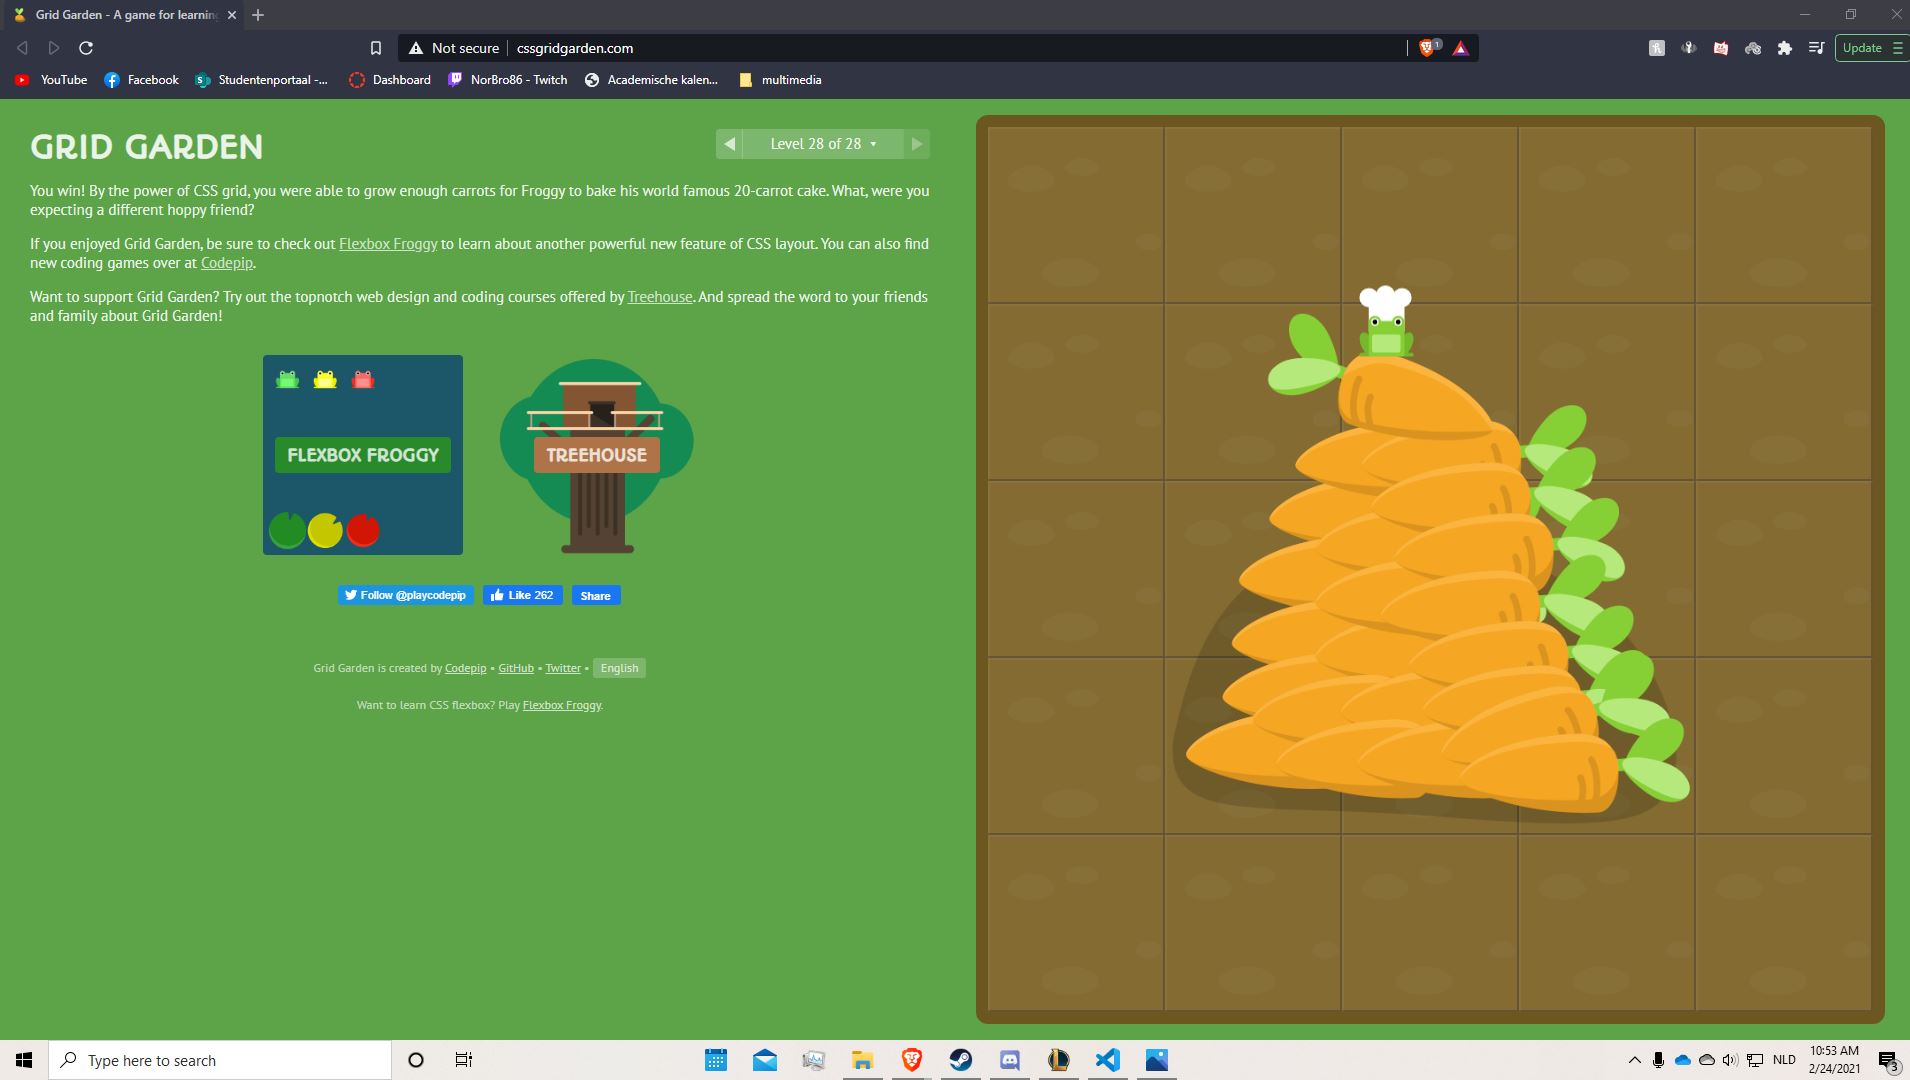 Grid Garden - A game for learning
Not secure
cssgridgarden.com
1
Update
YouTube
Facebook
Studentenportaal -...
Dashboard
NorBro86 - Twitch
Academische kalen...
multimedia
GRID GARDEN
Level 28 of 28
You win! By the power of CSS grid, you were able to grow enough carrots for Froggy to bake his world famous 20-carrot cake. What, were you
expecting a different hoppy friend?
If you enjoyed Grid Garden, be sure to check out Flexbox Froggy to learn about another powerful new feature of CSS layout. You can also find
new coding games over at Codepip.
Want to support Grid Garden? Try out the topnotch web design and coding courses offered by Treehouse. And spread the word to your friends
and family about Grid Garden!
FLEXBOX FROGGY
TREEHOUSE
Follow @playcodepip
Like 262
Share
Grid Garden is created by Codepip • GitHub • Twitter • English
Want to learn CSS flexbox? Play Flexbox Froggy.
Type here to search
NLD
10:53 AM
2/24/2021
3